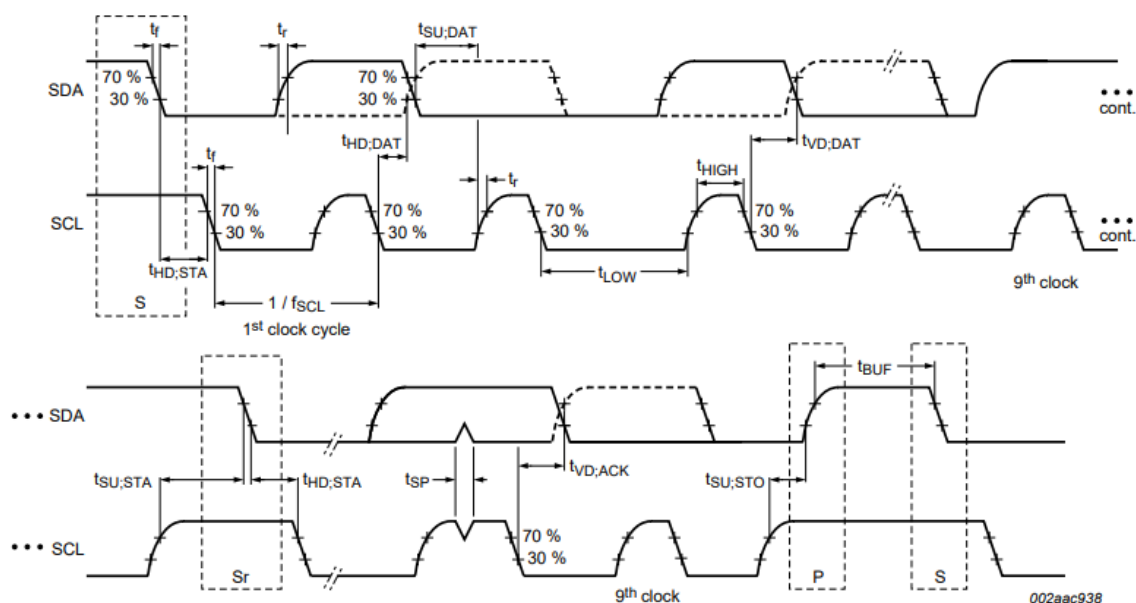 tf tr tSU;DAT
70 % 70 %
SDA 30 % 30 % cont.
tHD;DAT tVD;DAT
tf tr tHIGH
70 % 70 % 70 % 70 %
SCL 30 % 30 % 30 % 30 % cont.
tHD;STA tLOW
S 1 / fSCL 9th clock
1st clock cycle
tBUF
SDA
tSU;STA tHD;STA tSP tVD;ACK tSU;STO
70 %
SCL 30 %
Sr 9th clock P S
002aac938